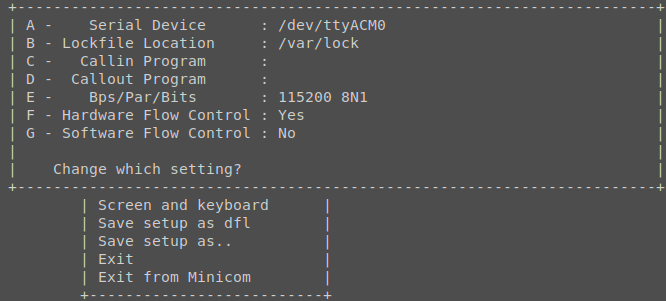 A - Serial Device : /dev/ttyACM0
B - Lockfile Location : /var/lock
C - Callin Program :
D - Callout Program :
E - Bps/Par/Bits : 115200 8N1
F - Hardware Flow Control : Yes
G - Software Flow Control : No
Change which setting?
Screen and keyboard
Save setup as dfl
Save setup as..
Exit
Exit from Minicom